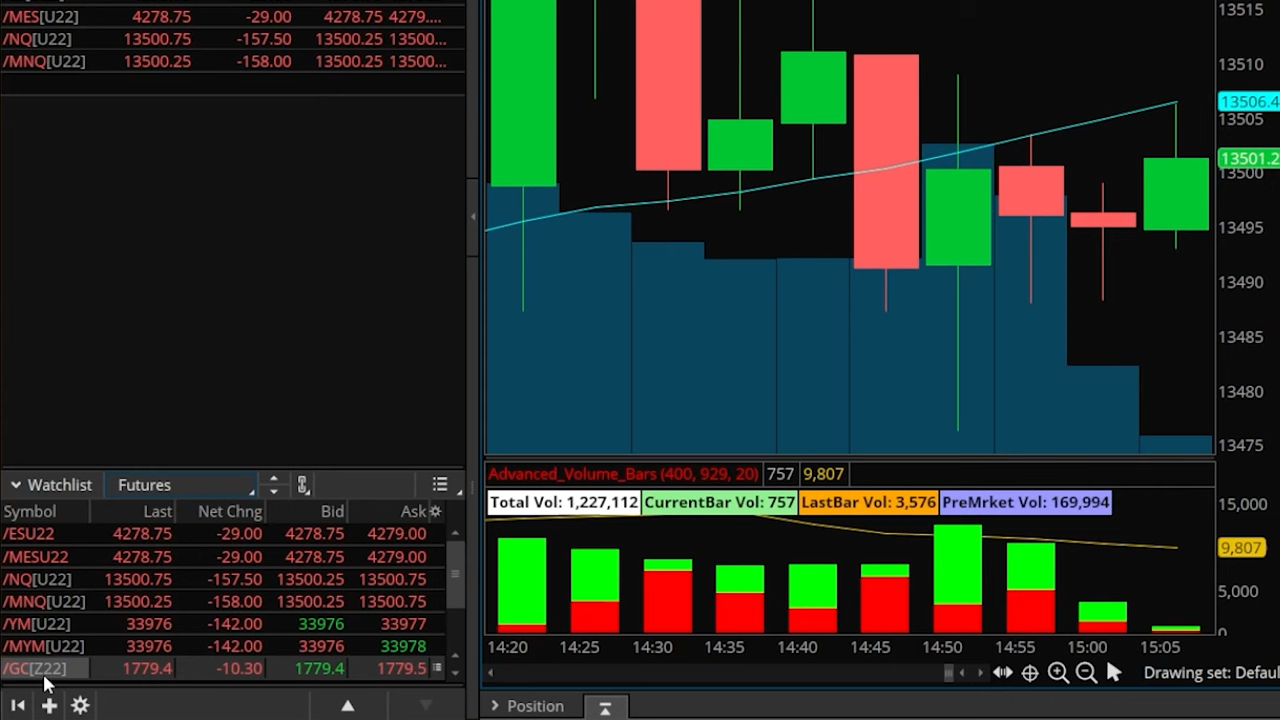 /MES[U22] 4278.75 -29.00 4278.75 4279....
/NQ[U22] 13500.75 -157.50 13500.25 13500...
/MNQ[U22] 13500.25 -158.00 13500.25 13500...
Watchlist Futures
Symbol Last Net Chng Bid Ask
/ESU22 4278.75 -29.00 4278.75 4279.00
/MESU22 4278.75 -29.00 4278.75 4279.00
/NQ[U22] 13500.75 -157.50 13500.25 13500.75
/MNQ[U22] 13500.25 -158.00 13500.25 13500.75
/YM[U22] 33976 -142.00 33976 33977
/MYM[U22] 33976 -142.00 33976 33978
/GC[Z22] 1779.4 -10.30 1779.4 1779.5
13515
13510
13506.4
13505
13501.2
13500
13495
13490
13485
13480
13475
Advanced_Volume_Bars (400, 929, 20) 757 9,807
Total Vol: 1,227,112 CurrentBar Vol: 757 LastBar Vol: 3,576 PreMrket Vol: 169,994
15,000
9,807
5,000
0
14:20 14:25 14:30 14:35 14:40 14:45 14:50 14:55 15:00 15:05
Drawing set: Defau
Position